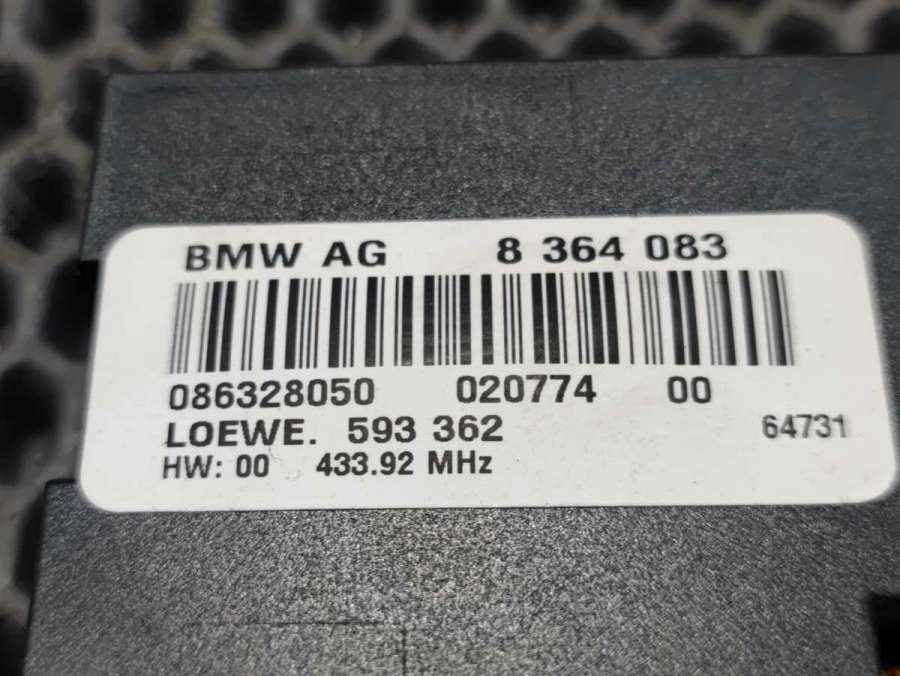 BMW AG 8 364 083
086328050 020774 00
LOEWE. 593 362 64731
HW: 00 433.92 MHz